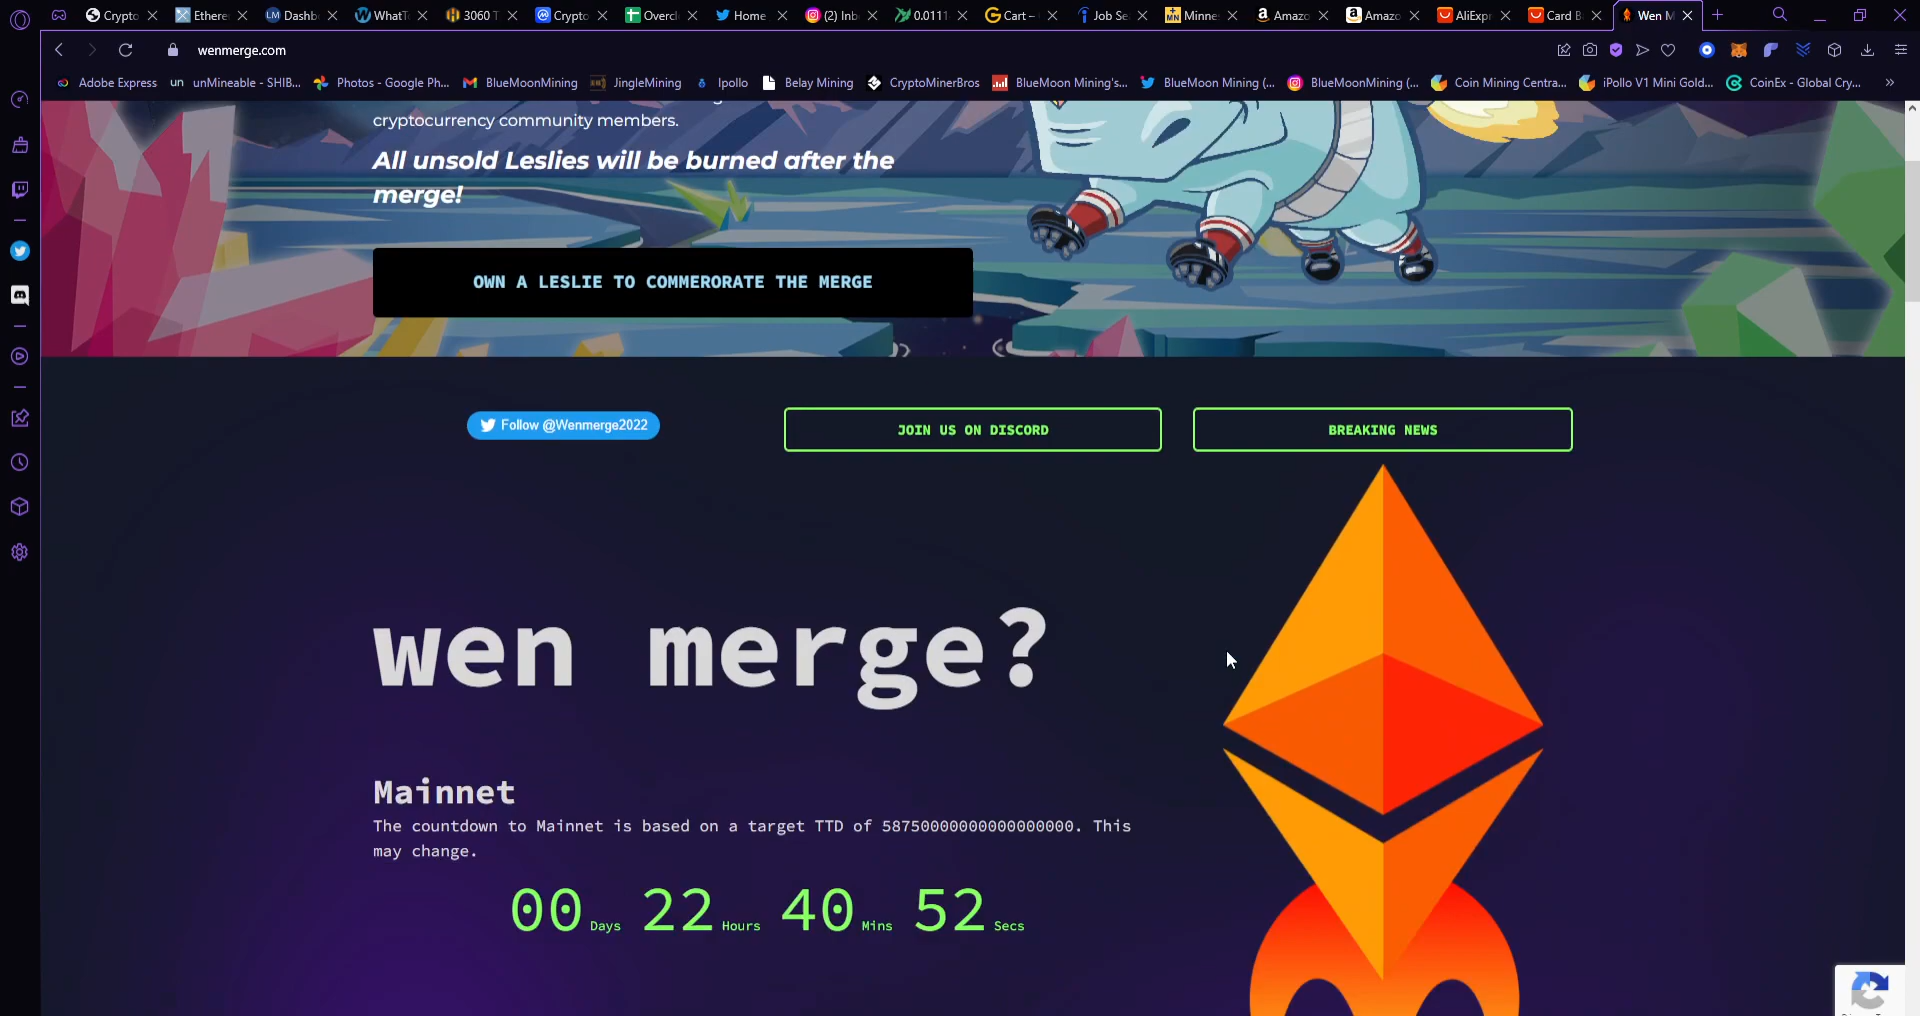 Crypto
Ethere
Dashb
WhatT
3060 T
Crypto
Overcl
Home
(2) Inb
0.0111
Cart –
Job Se
Minne
Amazo
Amazo
AliExp
Card B
Wen M
wenmerge.com
Adobe Express
unMineable - SHIB...
Photos - Google Ph...
BlueMoonMining
JingleMining
Ipollo
Belay Mining
CryptoMinerBros
BlueMoon Mining's...
BlueMoon Mining (...
BlueMoonMining (...
Coin Mining Centra...
iPollo V1 Mini Gold...
CoinEx - Global Cry...
cryptocurrency community members.
All unsold Leslies will be burned after the
merge!
OWN A LESLIE TO COMMERORATE THE MERGE
Follow @Wenmerge2022
JOIN US ON DISCORD
BREAKING NEWS
wen merge?
Mainnet
The countdown to Mainnet is based on a target TTD of 58750000000000000000. This
may change.
00 Days 22 Hours 40 Mins 52 Secs